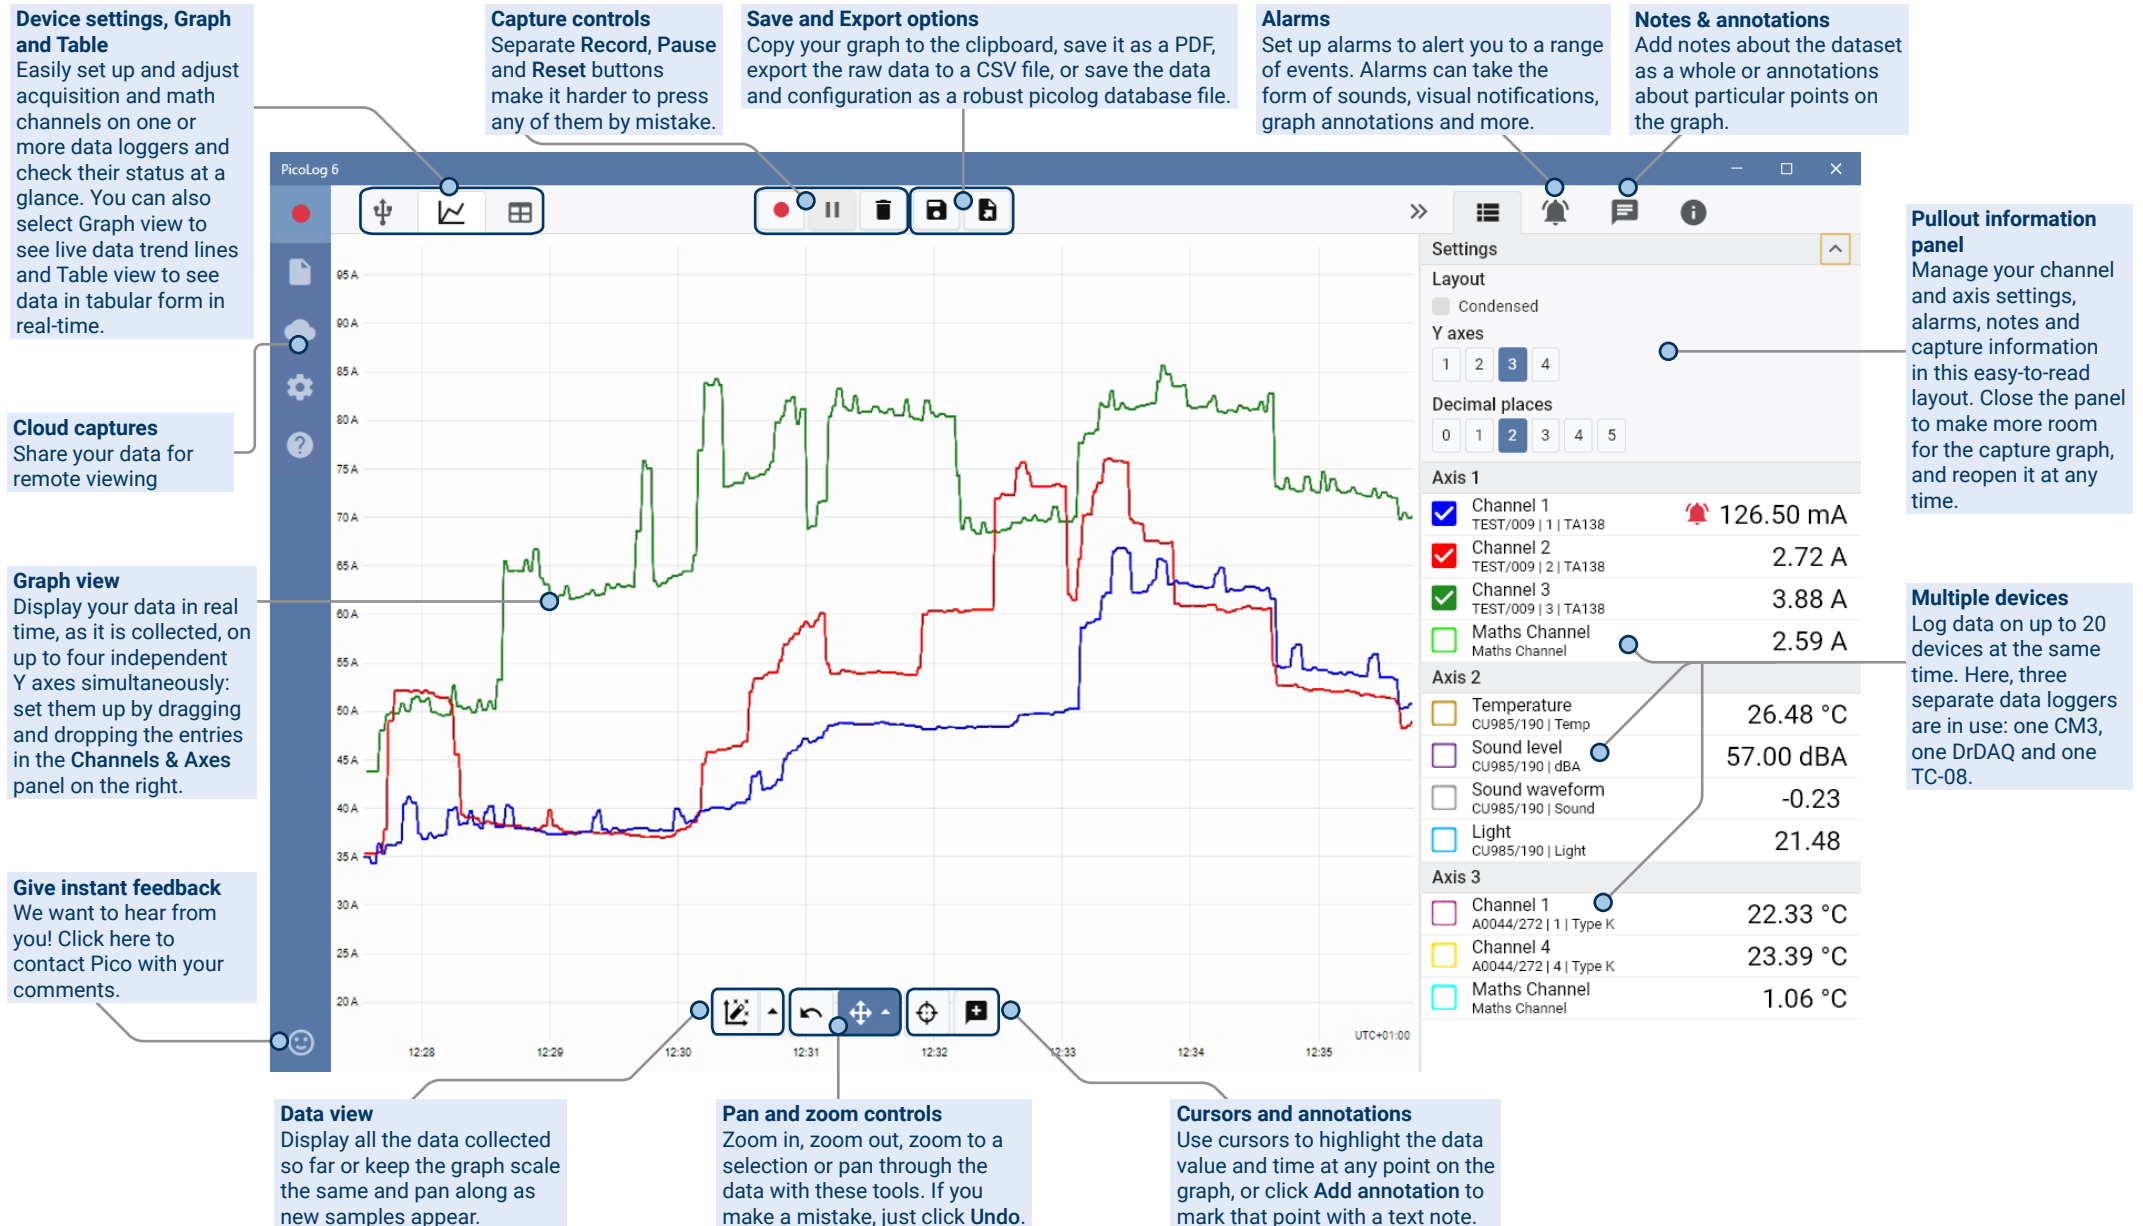 Device settings, Graph
and Table
Easily set up and adjust
acquisition and math
channels on one or
more data loggers and
check their status at a
glance. You can also
select Graph view to
see live data trend lines
and Table view to see
data in tabular form in
real-time.
Capture controls
Separate Record, Pause
and Reset buttons
make it harder to press
any of them by mistake.
Save and Export options
Copy your graph to the clipboard, save it as a PDF,
export the raw data to a CSV file, or save the data
and configuration as a robust picolog database file.
Alarms
Set up alarms to alert you to a range
of events. Alarms can take the
form of sounds, visual notifications,
graph annotations and more.
Notes & annotations
Add notes about the dataset
as a whole or annotations
about particular points on
the graph.
Cloud captures
Share your data for
remote viewing
Graph view
Display your data in real
time, as it is collected, on
up to four independent
Y axes simultaneously:
set them up by dragging
and dropping the entries
in the Channels & Axes
panel on the right.
Give instant feedback
We want to hear from
you! Click here to
contact Pico with your
comments.
PicoLog 6
95 A
90 A
85 A
80 A
75 A
70 A
65 A
60 A
55 A
50 A
45 A
40 A
35 A
30 A
25 A
20 A
12:28
12:29
12:30
12:31
12:32
12:33
12:34
12:35
UTC+01:00
Settings
Layout
Condensed
Y axes
1 2 3 4
Decimal places
0 1 2 3 4 5
Axis 1
Channel 1
TEST/009 | 1 | TA138
126.50 mA
Channel 2
TEST/009 | 2 | TA138
2.72 A
Channel 3
TEST/009 | 3 | TA138
3.88 A
Maths Channel
Maths Channel
2.59 A
Axis 2
Temperature
CU985/190 | Temp
26.48 °C
Sound level
CU985/190 | dBA
57.00 dBA
Sound waveform
CU985/190 | Sound
-0.23
Light
CU985/190 | Light
21.48
Axis 3
Channel 1
A0044/272 | 1 | Type K
22.33 °C
Channel 4
A0044/272 | 4 | Type K
23.39 °C
Maths Channel
Maths Channel
1.06 °C
Pullout information
panel
Manage your channel
and axis settings,
alarms, notes and
capture information
in this easy-to-read
layout. Close the panel
to make more room
for the capture graph,
and reopen it at any
time.
Multiple devices
Log data on up to 20
devices at the same
time. Here, three
separate data loggers
are in use: one CM3,
one DrDAQ and one
TC-08.
Data view
Display all the data collected
so far or keep the graph scale
the same and pan along as
new samples appear.
Pan and zoom controls
Zoom in, zoom out, zoom to a
selection or pan through the
data with these tools. If you
make a mistake, just click Undo.
Cursors and annotations
Use cursors to highlight the data
value and time at any point on the
graph, or click Add annotation to
mark that point with a text note.